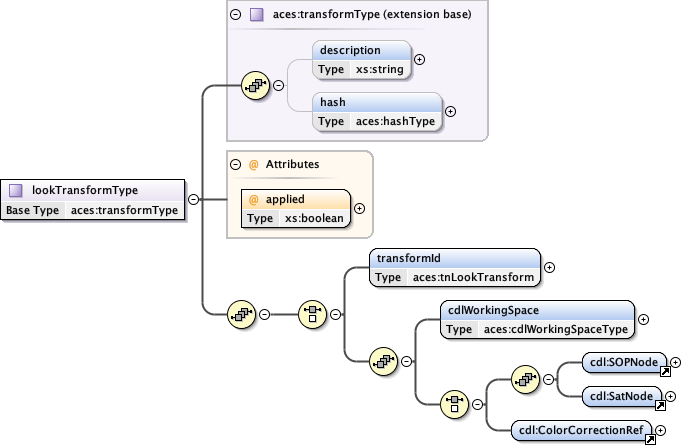 aces:transformType (extension base)
description
Type xs:string
hash
Type aces:hashType
@ Attributes
@ applied
Type xs:boolean
lookTransformType
Base Type aces:transformType
transformId
Type aces:tnLookTransform
cdlWorkingSpace
Type aces:cdlWorkingSpaceType
cdl:SOPNode
cdl:SatNode
cdl:ColorCorrectionRef